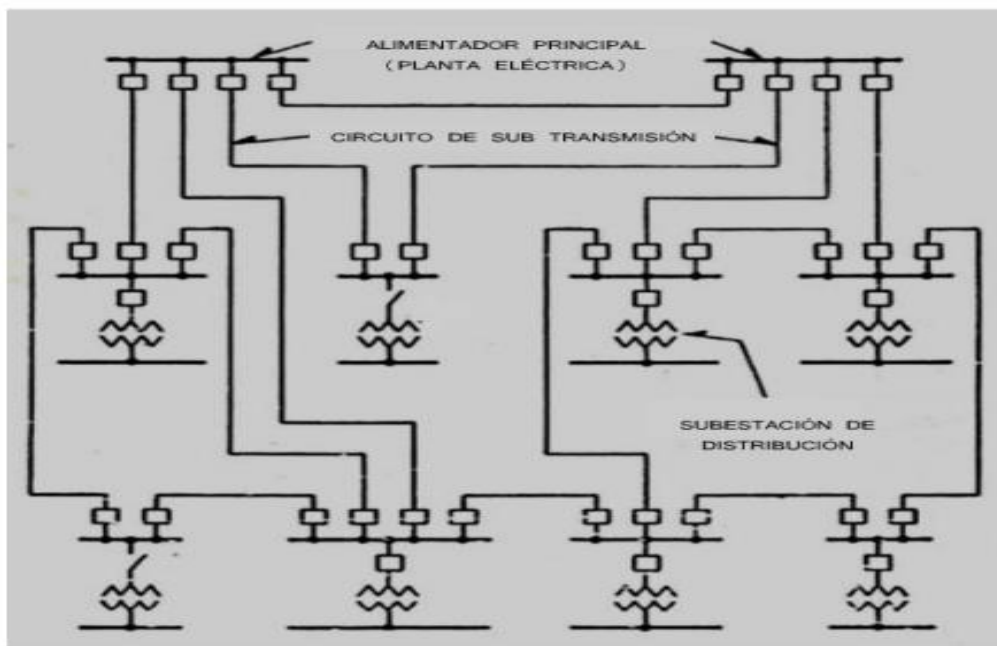 ALIMENTADOR PRINCIPAL
(PLANTA ELÉCTRICA)
CIRCUITO DE SUB TRANSMISIÓN
SUBESTACIÓN DE
DISTRIBUCIÓN